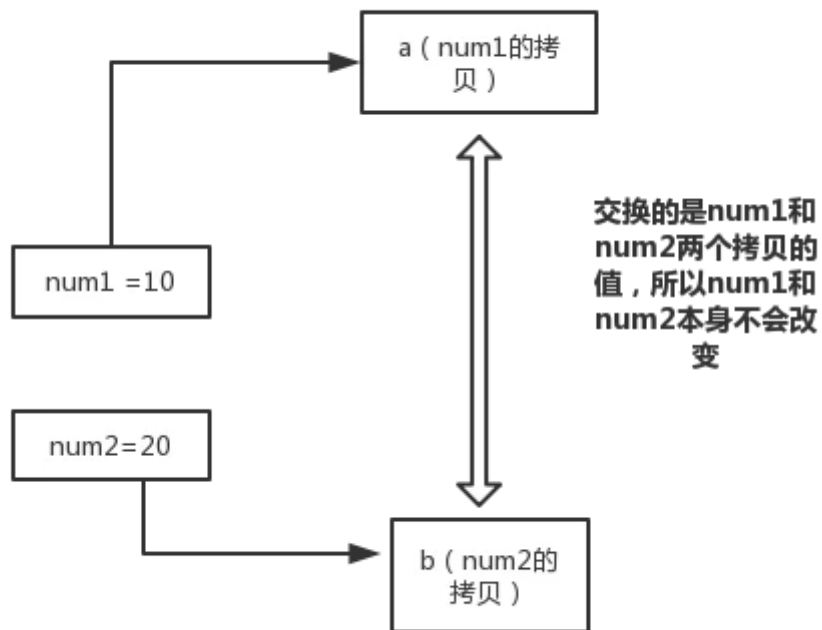 a（num1的拷
贝）
num1 =10
交换的是num1和
num2两个拷贝的
值，所以num1和
num2本身不会改
变
num2=20
b（num2的
拷贝）